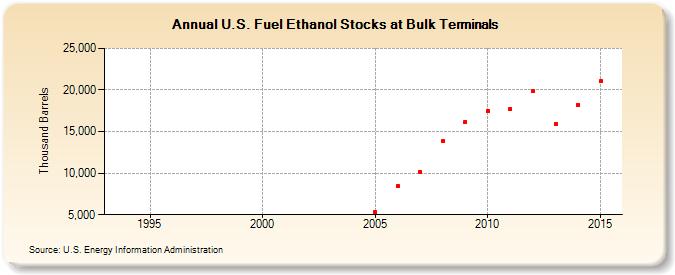 Annual U.S. Fuel Ethanol Stocks at Bulk Terminals
Thousand Barrels
25,000
20,000
15,000
10,000
5,000
1995 2000 2005 2010 2015
Source: U.S. Energy Information Administration